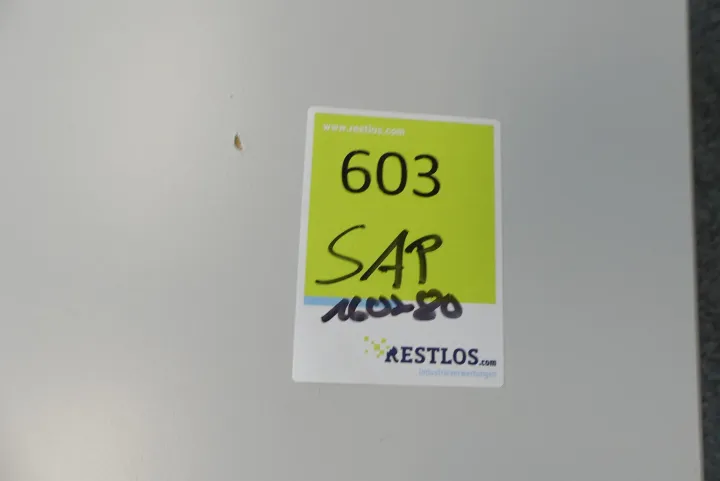 www.restlos.com
603
SAP
160x80
RESTLOS.com
industrieverwertungen